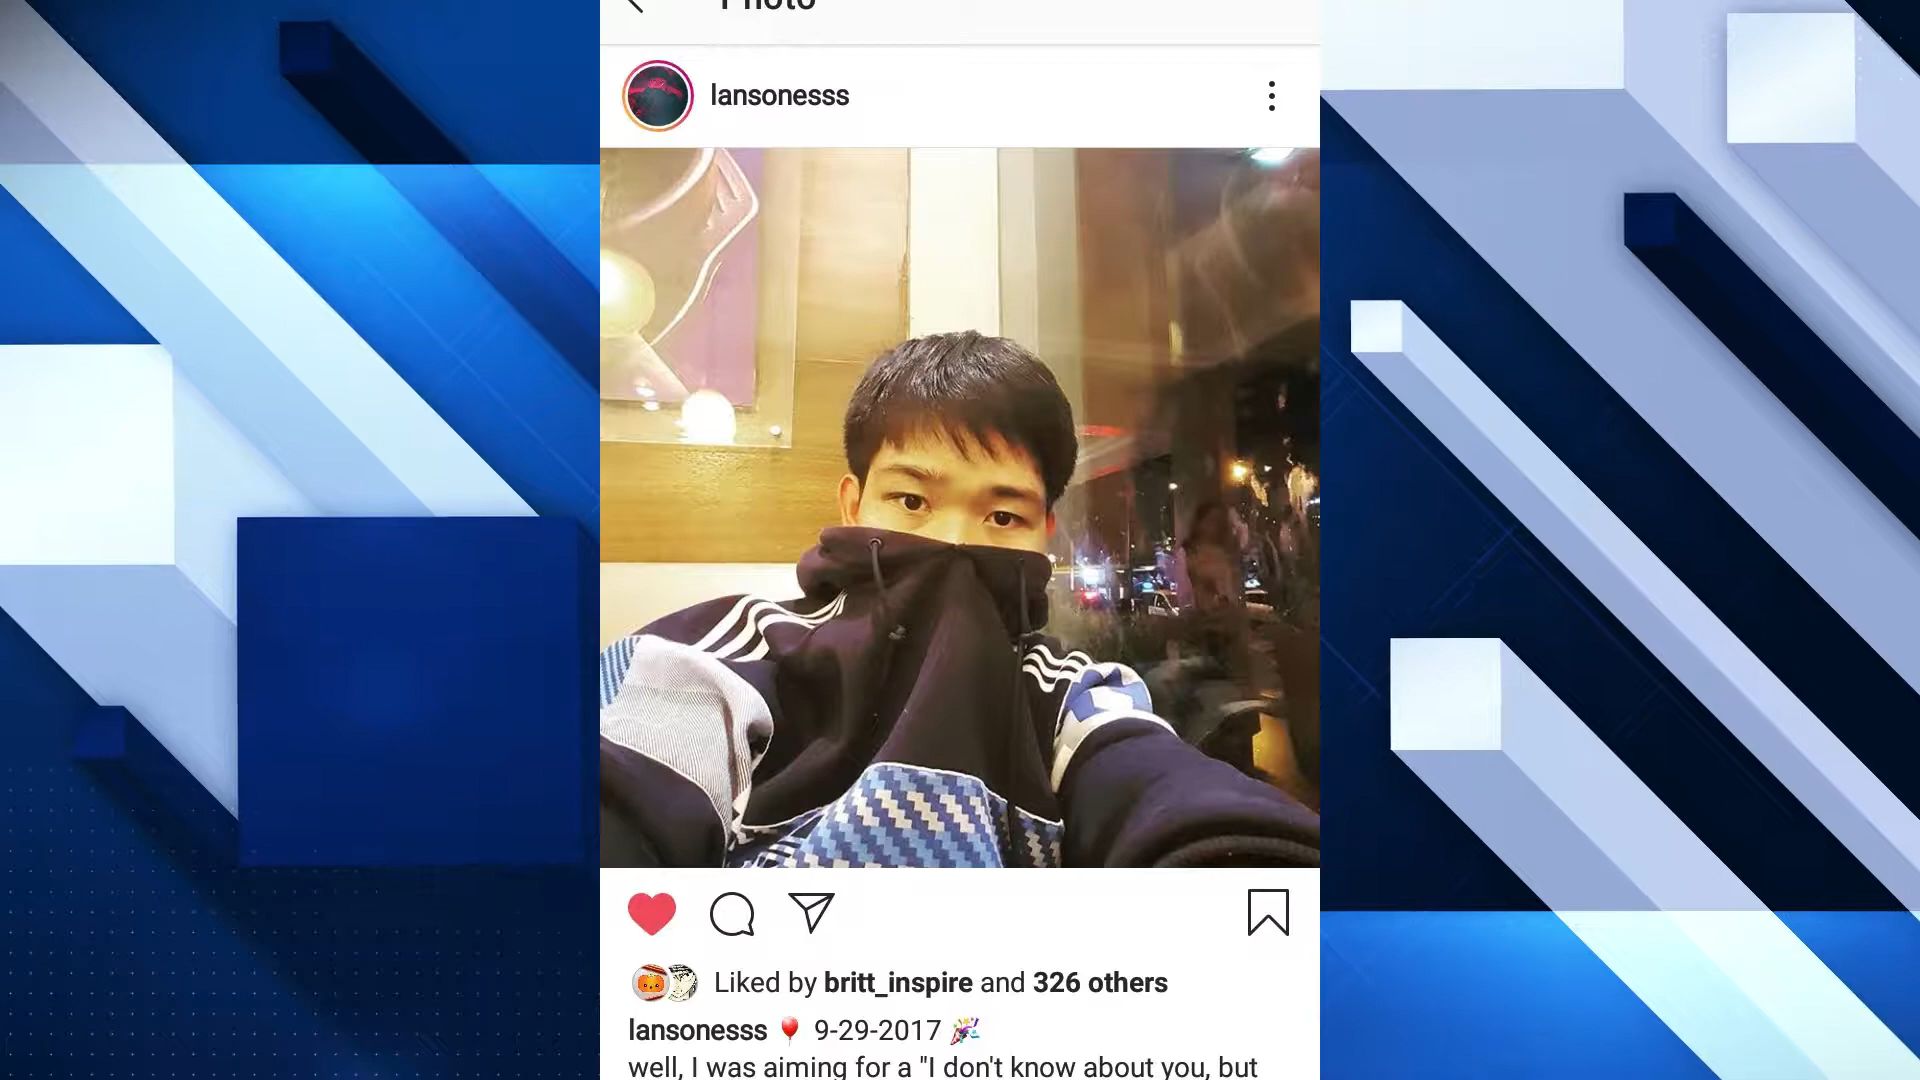 Photo
lansonesss
Liked by britt_inspire and 326 others
lansonesss 🎈 9-29-2017 🎉
well, I was aiming for a "I don't know about you, but